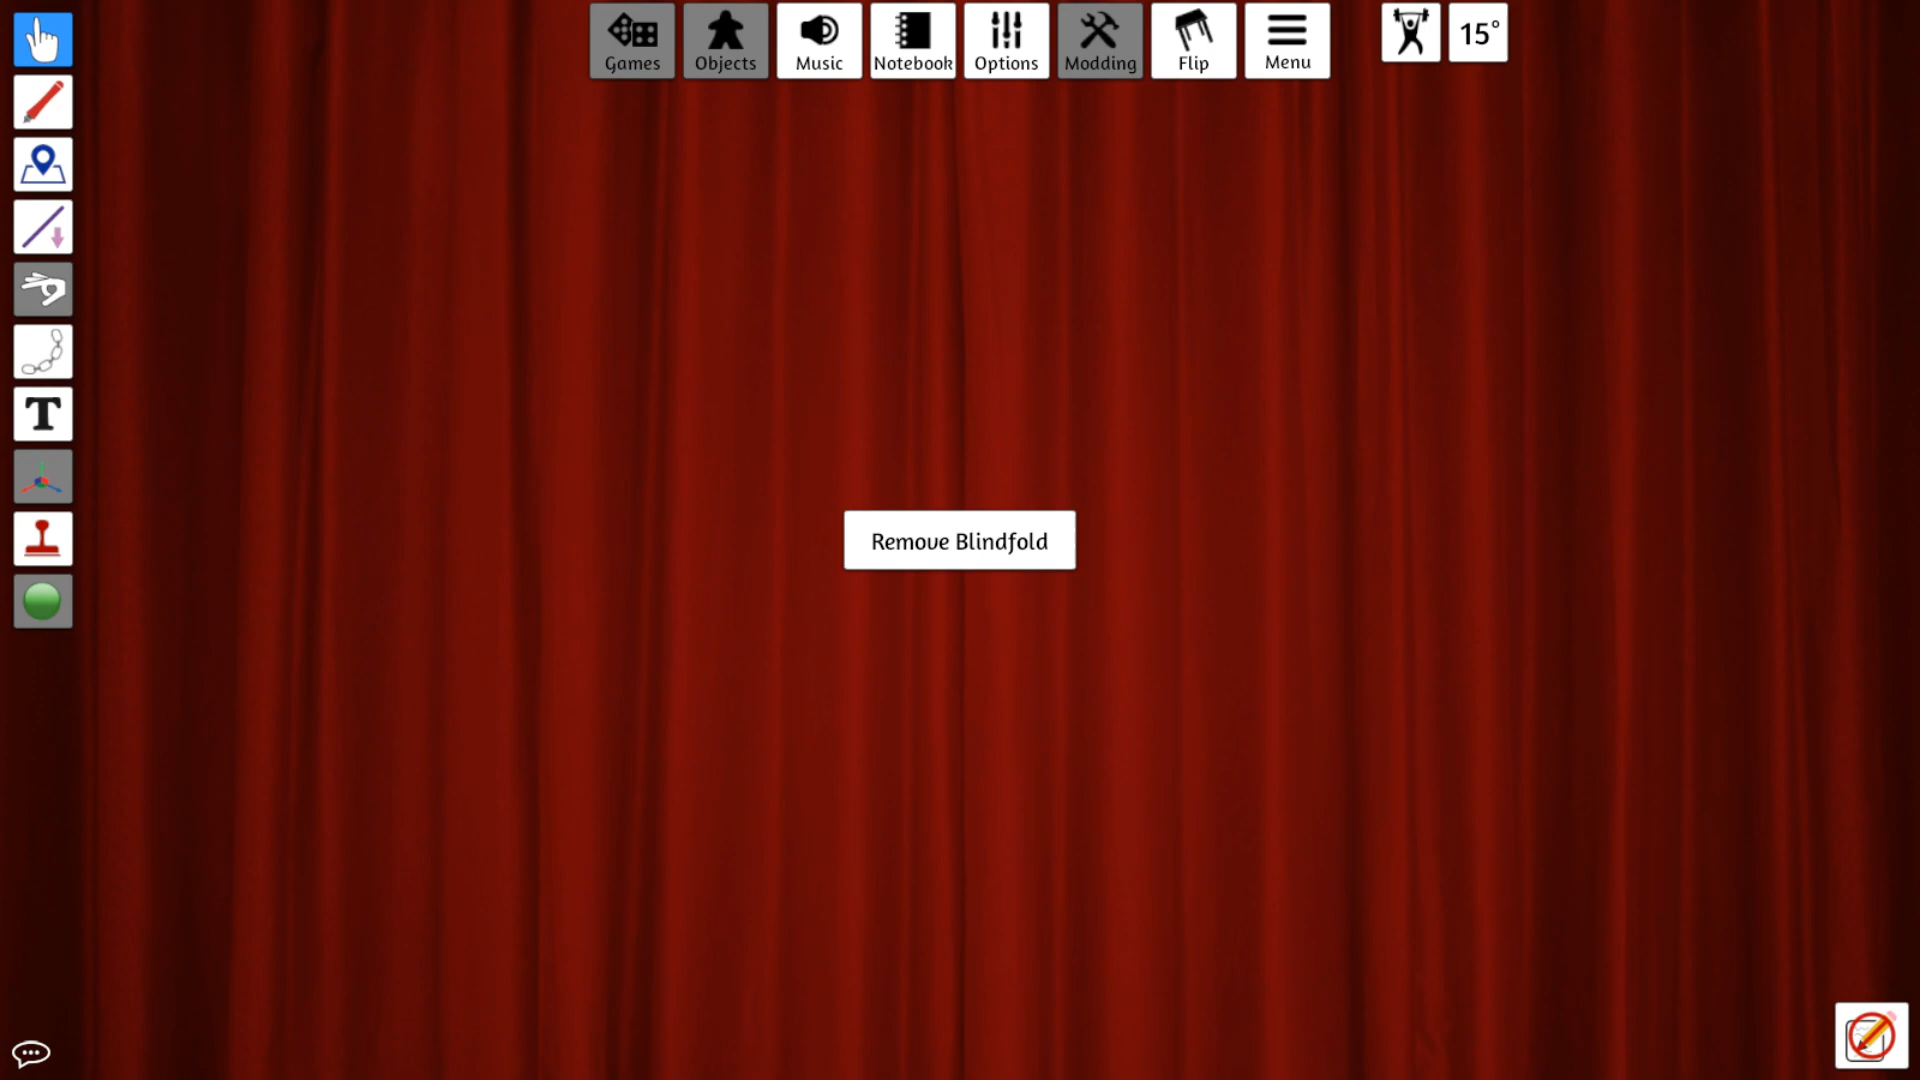 Games
Objects
Music
Notebook
Options
Modding
Flip
Menu
15°
T
Remove Blindfold